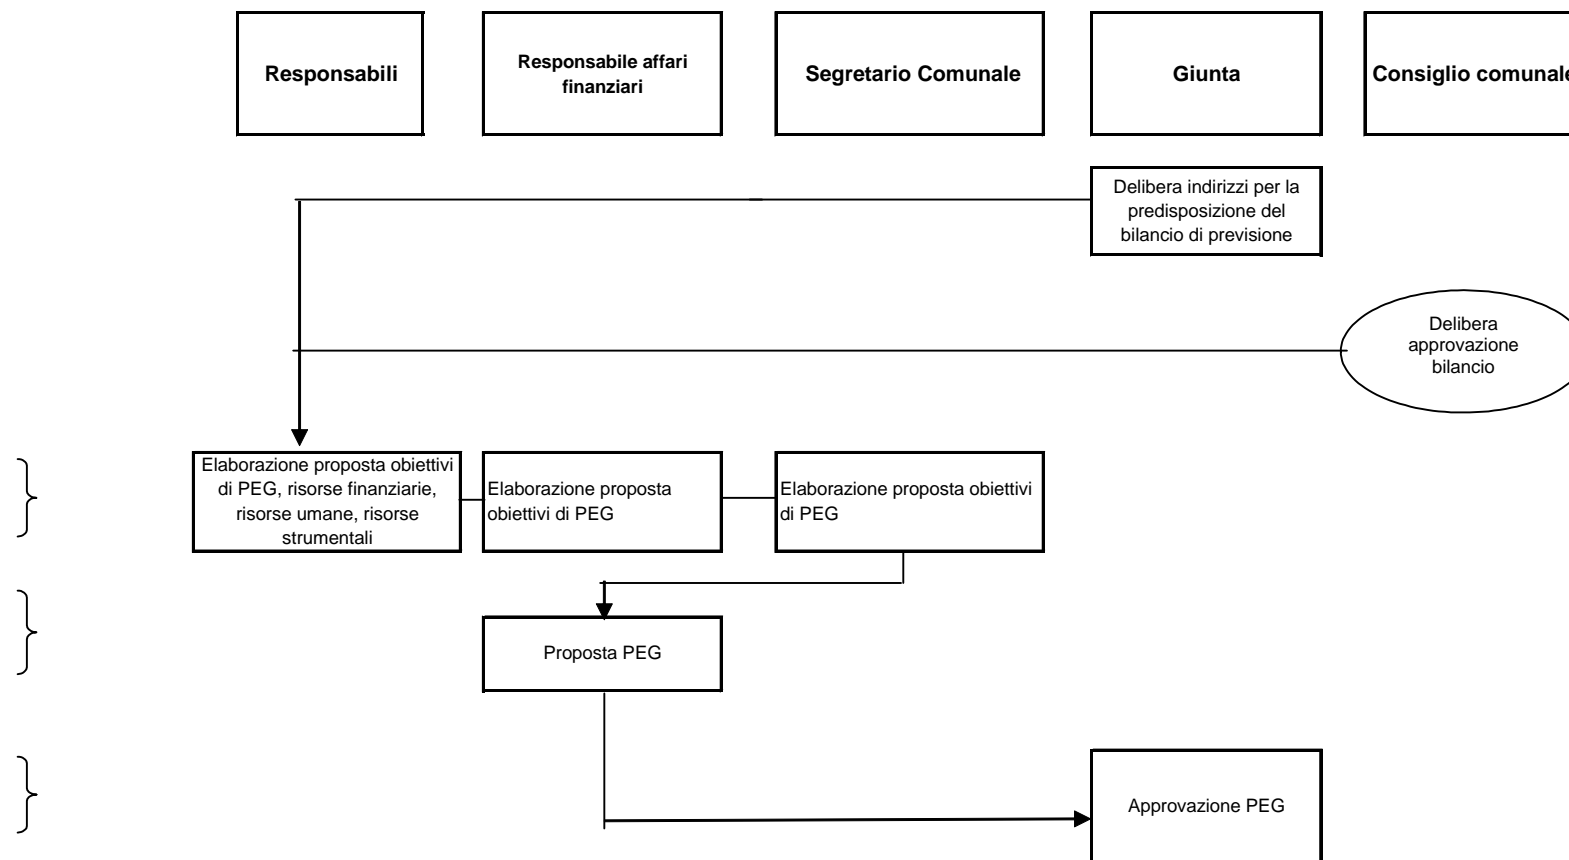 Responsabili
Responsabile affari
finanziari
Segretario Comunale
Giunta
Consiglio comunale
Delibera indirizzi per la
predisposizione del
bilancio di previsione
Delibera
approvazione
bilancio
Elaborazione proposta obiettivi
di PEG, risorse finanziarie,
risorse umane, risorse
strumentali
Elaborazione proposta
obiettivi di PEG
Elaborazione proposta obiettivi
di PEG
Proposta PEG
Approvazione PEG